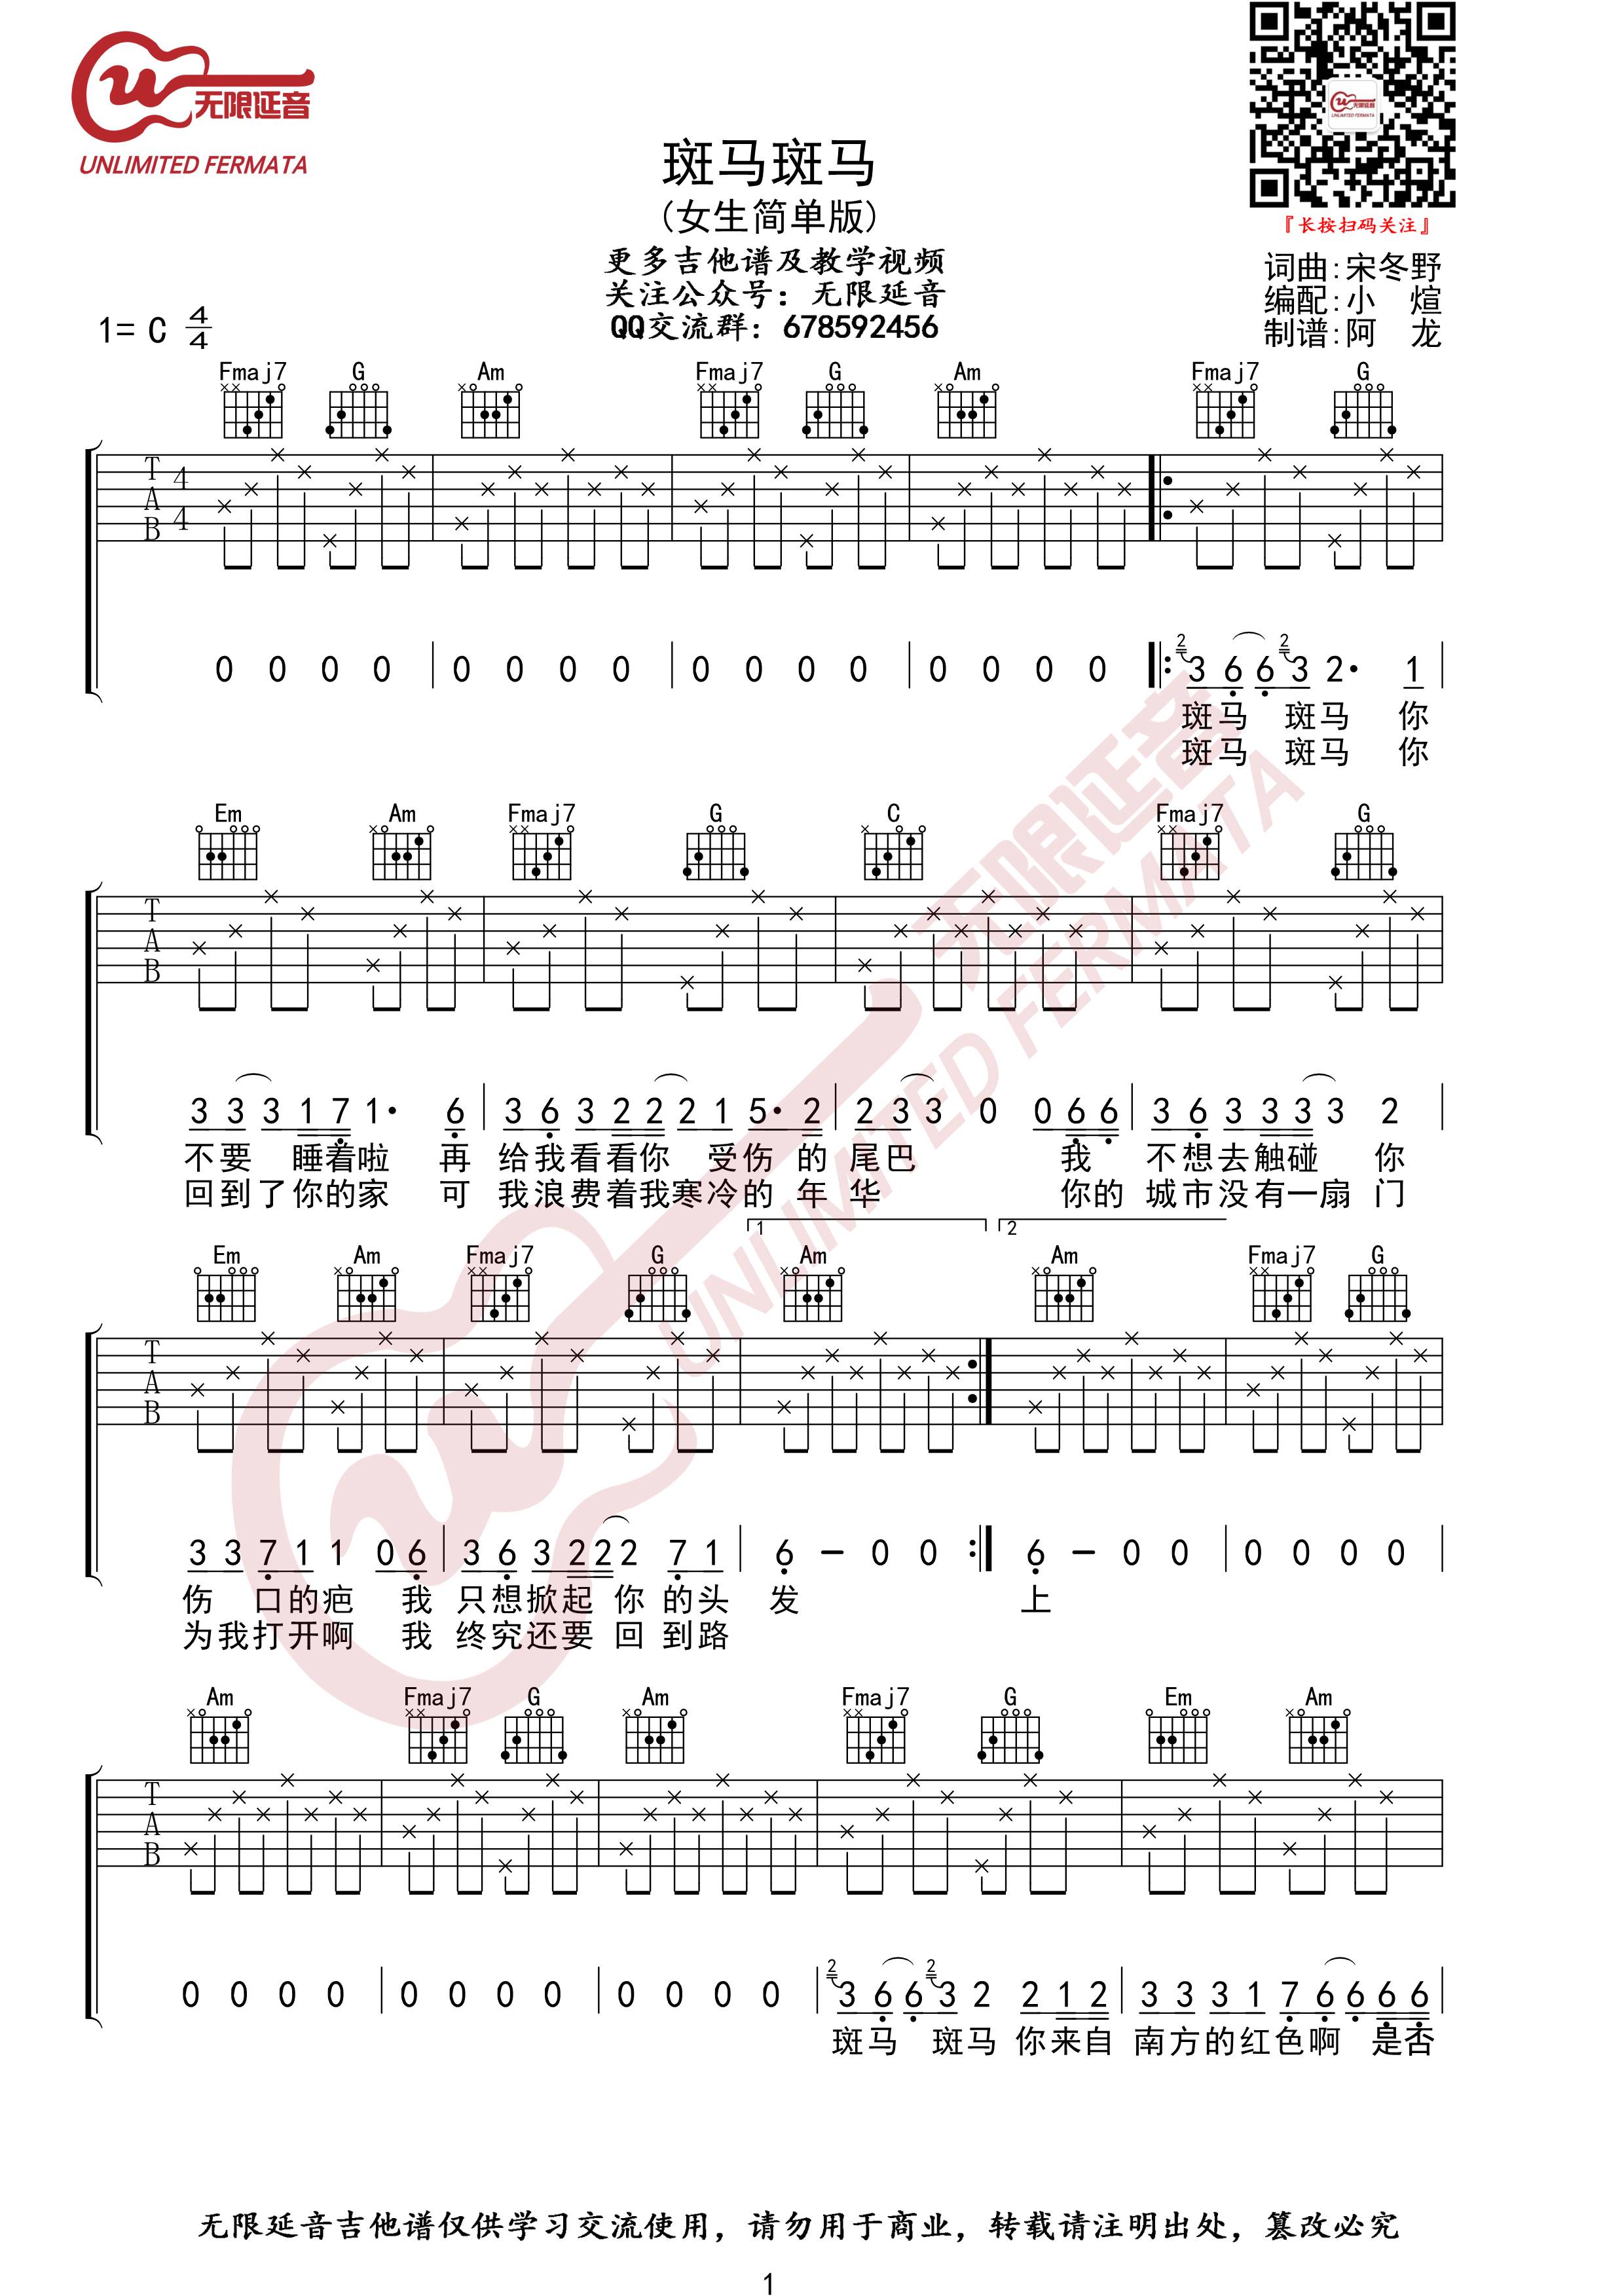 无限延音
UNLIMITED FERMATA
斑马斑马
(女生简单版)
更多吉他谱及教学视频
关注公众号：无限延音
QQ交流群：678592456
无限延音
UNLIMITED FERMATA
『长按扫码关注』
词曲:宋冬野
编配:小 煊
制谱:阿 龙
1= C 4/4
Fmaj7 G Am Fmaj7 G Am Fmaj7 G
T A B 4 4
0 0 0 0 | 0 0 0 0 | 0 0 0 0 | 0 0 0 0 |: 2 3 6 6 2 3 2· 1 |
斑马 斑马 你
斑马 斑马 你
Em Am Fmaj7 G C Fmaj7 G
T A B
3 3 3 1 7 1· 6 | 3 6 3 2 2 2 1 5· 2 | 2 3 3 0 0 6 6 | 3 6 3 3 3 3 2 |
不要 睡着啦 再 给我看看你 受伤 的 尾巴 我 不想去触碰 你
回到了你的家 可 我浪费着我寒冷的 年 华 你的 城市没有一扇 门
1 2
Em Am Fmaj7 G Am Am Fmaj7 G
T A B
3 3 7 1 1 0 6 | 3 6 3 2 2 2 7 1 | 6 – 0 0 :| 6 – 0 0 | 0 0 0 0 |
伤 口的疤 我 只想掀起 你 的头 发 上
为我打开啊 我 终究还要 回 到路
Am Fmaj7 G Am Fmaj7 G Em Am
T A B
0 0 0 0 | 0 0 0 0 | 0 0 0 0 | 2 3 6 6 2 3 2 2 1 2 | 3 3 3 1 7 6 6 6 6 |
斑马 斑马 你来自 南方的红色啊 是否
无限延音
UNLIMITED FERMATA
无限延音吉他谱仅供学习交流使用，请勿用于商业，转载请注明出处，篡改必究
1